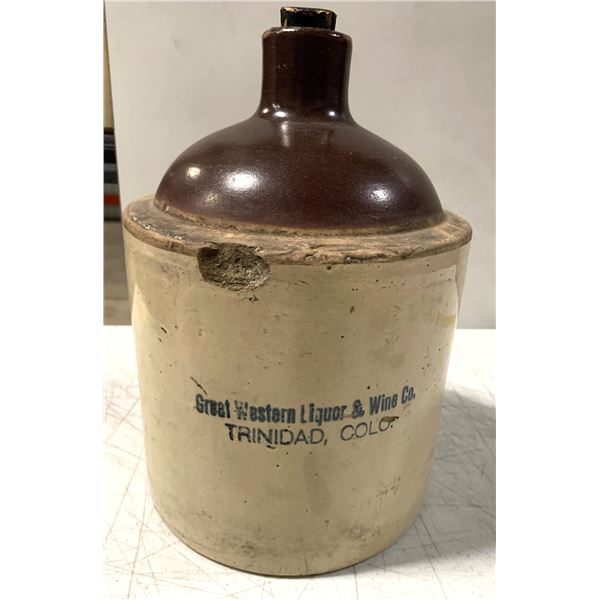 Great Western Liquor & Wine Co.
TRINIDAD, COLO.